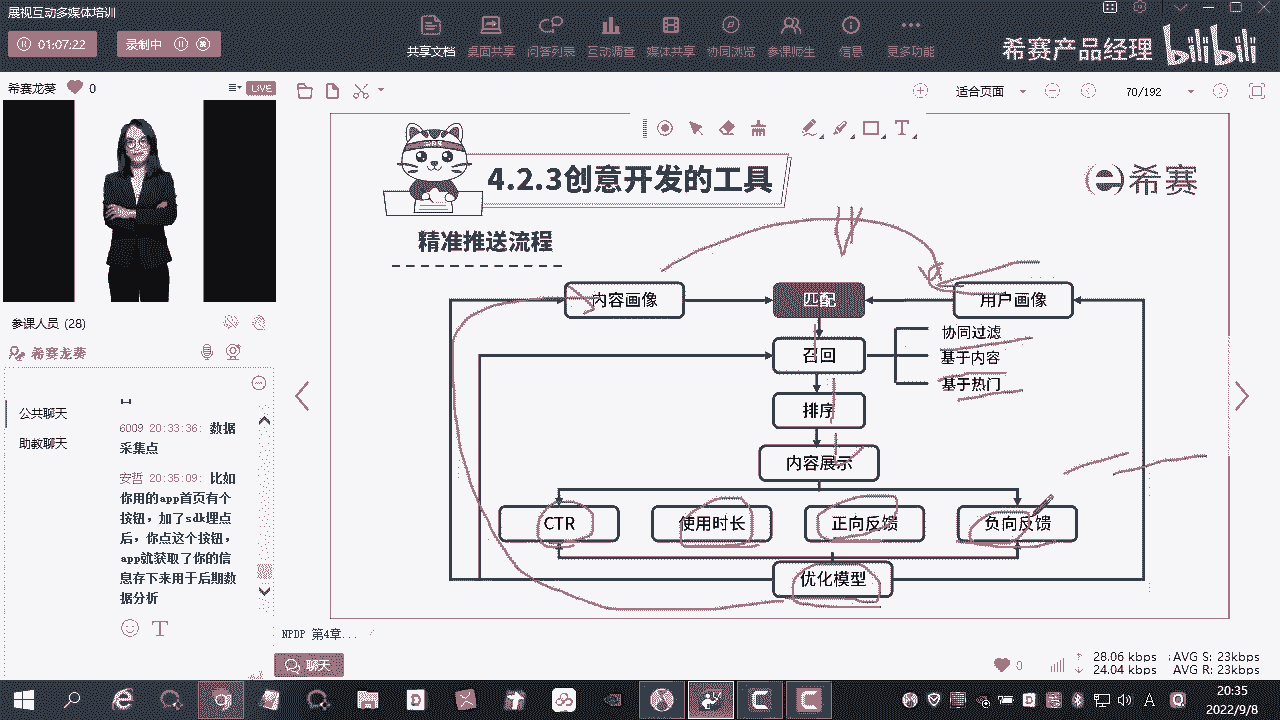 展视互动多媒体培训
01:07:22
录制中
共享文档 桌面共享 问答列表 互动调查 媒体共享 协同浏览 参课师生 信息 更多功能
希赛产品经理 bilibili
希赛龙葵 0
LIVE
适合页面
70/192
T
4.2.3创意开发的工具
希赛
精准推送流程
内容画像
匹配
用户画像
召回
协同过滤
基于内容
基于热门
排序
内容展示
CTR
使用时长
正向反馈
负向反馈
优化模型
参课人员 (28)
希赛龙葵
公共聊天
助教聊天
6009 20:33:36: 数据
采集点
安哲 20:35:09: 比如
你用的app首页有个
按钮，加了sdk埋点
后，你点这个按钮，
app就获取了你的信
息存下来用于后期数
据分析
T
NPDP 第4章...
聊天
0
28.06 kbps
AVG S: 23kbps
24.04 kbps
AVG R: 23kbps
20:35
2022/9/8